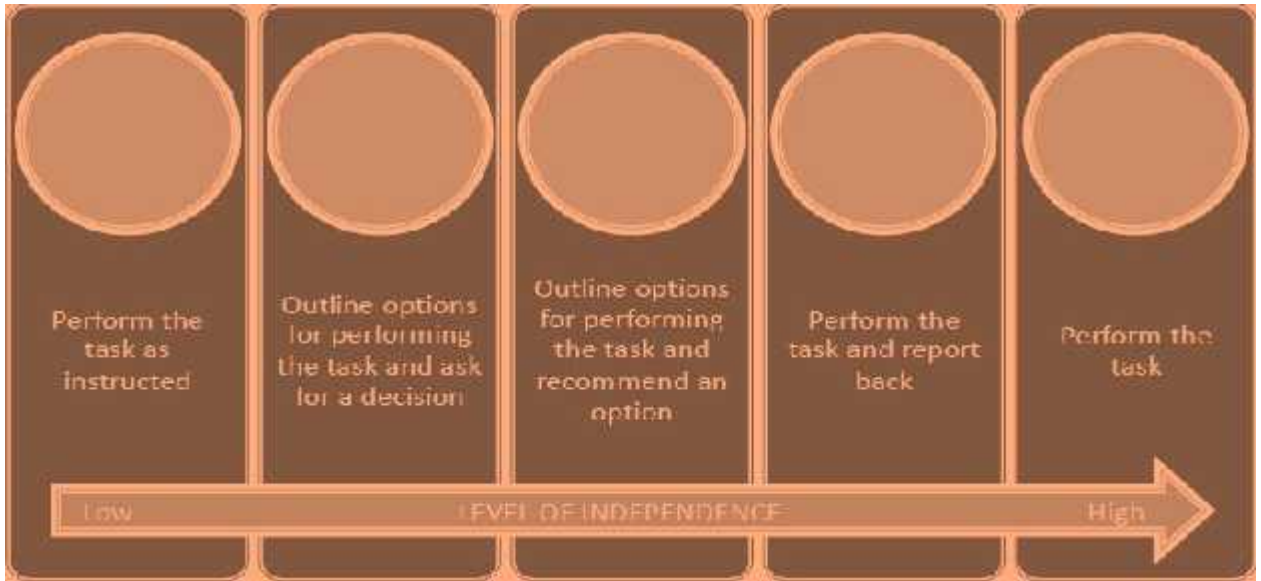 Perform the
task as
instructed
Outline options
for performing
the task and ask
for a decision
Outline options
for performing
the task and
recommend an
option
Perform the
task and report
back
Perform the
task
Low
LEVEL OF INDEPENDENCE
High